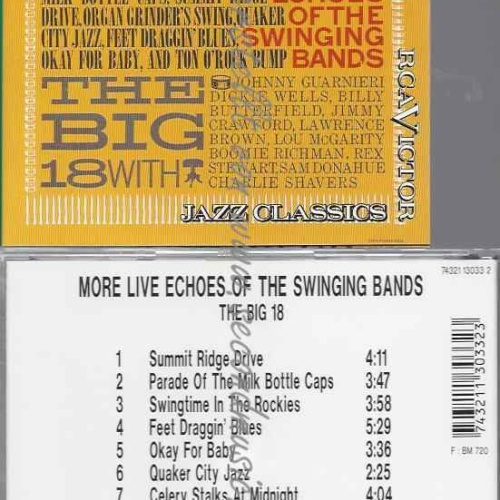 MILK BOTTLE CAPS, SUMMIT RIDGE
DRIVE, ORGAN GRINDER'S SWING, QUAKER
CITY JAZZ, FEET DRAGGIN' BLUES,
OKAY FOR BABY, AND TON O'ROCK BUMP
ECHOES
OF THE
SWINGING
BANDS
THE
BIG
18 WITH
JOHNNY GUARNIERI
DICKY WELLS, BILLY
BUTTERFIELD, JIMMY
CRAWFORD, LAWRENCE
BROWN, LOU McGARITY
BOOMIE RICHMAN, REX
STEWART, SAM DONAHUE
CHARLIE SHAVERS
RCA VICTOR
JAZZ CLASSICS
MORE LIVE ECHOES OF THE SWINGING BANDS
THE BIG 18
74321 13033 2
1 Summit Ridge Drive 4:11
2 Parade Of The Milk Bottle Caps 3:47
3 Swingtime In The Rockies 3:58
4 Feet Draggin' Blues 5:29
5 Okay For Baby 3:36
6 Quaker City Jazz 2:25
7 Celery Stalks At Midnight 4:04
743211 303323
F : BM 720